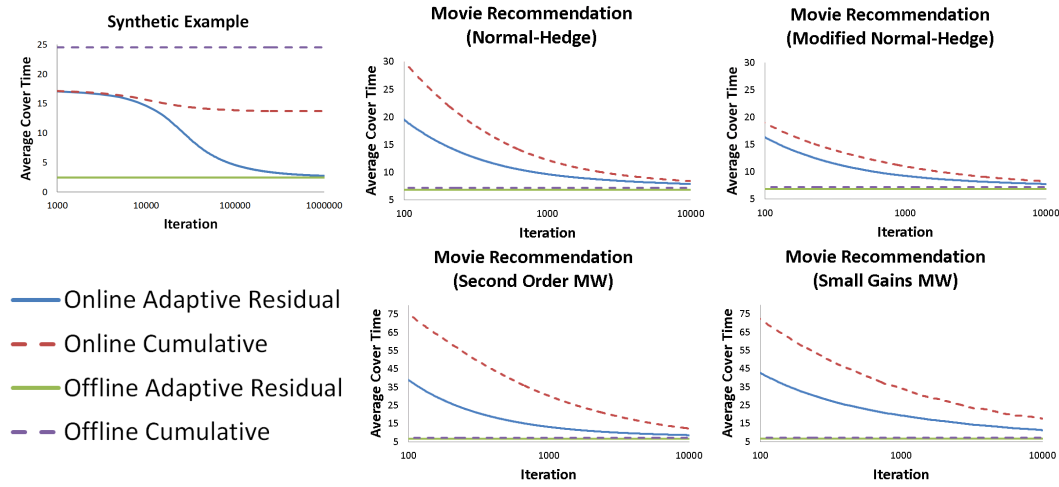 Synthetic Example
Average Cover Time
25
20
15
10
5
0
1000
10000
100000
1000000
Iteration
Movie Recommendation
(Normal-Hedge)
Average Cover Time
30
25
20
15
10
5
100
1000
10000
Iteration
Movie Recommendation
(Modified Normal-Hedge)
Average Cover Time
30
25
20
15
10
5
100
1000
10000
Iteration
Online Adaptive Residual
Online Cumulative
Offline Adaptive Residual
Offline Cumulative
Movie Recommendation
(Second Order MW)
Average Cover Time
75
65
55
45
35
25
15
5
100
1000
10000
Iteration
Movie Recommendation
(Small Gains MW)
Average Cover Time
75
65
55
45
35
25
15
5
100
1000
10000
Iteration